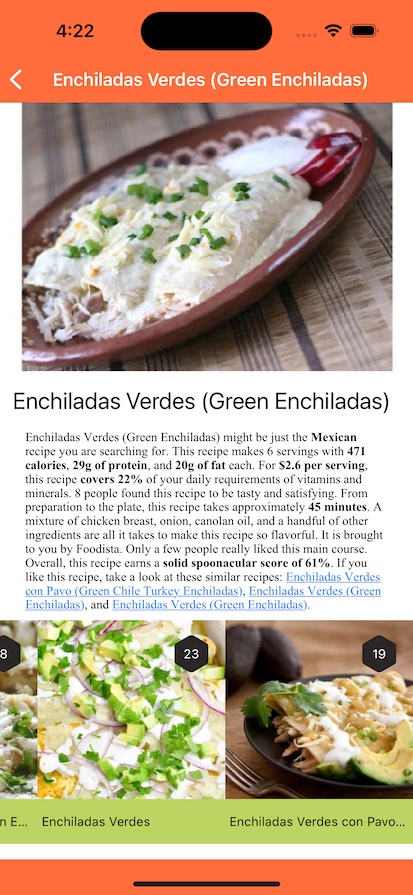 4:22
Enchiladas Verdes (Green Enchiladas)
Enchiladas Verdes (Green Enchiladas)
Enchiladas Verdes (Green Enchiladas) might be just the Mexican
recipe you are searching for. This recipe makes 6 servings with 471
calories, 29g of protein, and 20g of fat each. For $2.6 per serving,
this recipe covers 22% of your daily requirements of vitamins and
minerals. 8 people found this recipe to be tasty and satisfying. From
preparation to the plate, this recipe takes approximately 45 minutes. A
mixture of chicken breast, onion, canolan oil, and a handful of other
ingredients are all it takes to make this recipe so flavorful. It is brought
to you by Foodista. Only a few people really liked this main course.
Overall, this recipe earns a solid spoonacular score of 61%. If you
like this recipe, take a look at these similar recipes: Enchiladas Verdes
con Pavo (Green Chile Turkey Enchiladas), Enchiladas Verdes (Green
Enchiladas), and Enchiladas Verdes (Green Enchiladas).
8
23
19
n E...
Enchiladas Verdes
Enchiladas Verdes con Pavo...